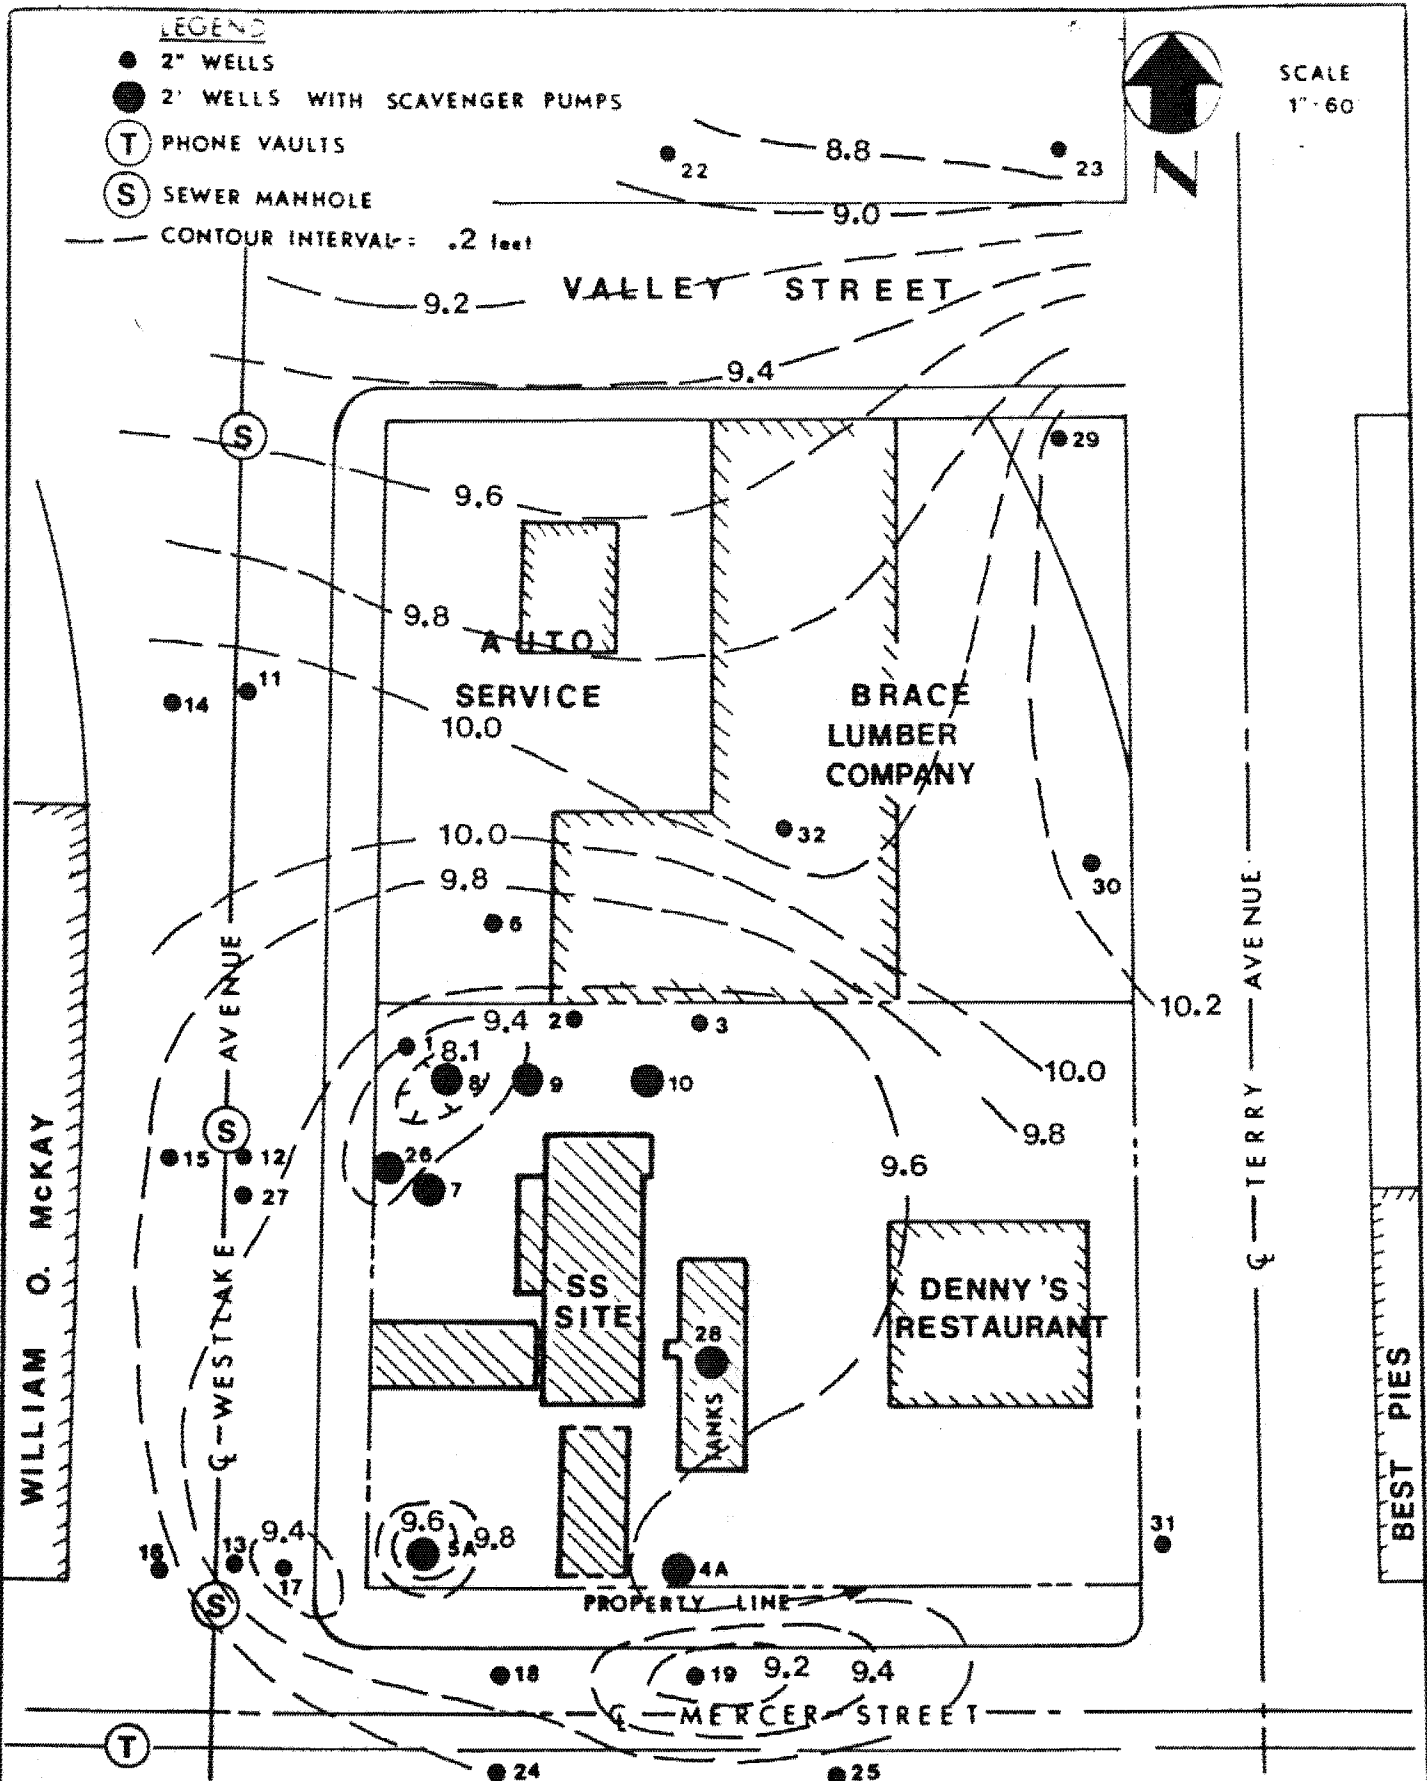 LEGEND
2" WELLS
2' WELLS WITH SCAVENGER PUMPS
T PHONE VAULTS
S SEWER MANHOLE
CONTOUR INTERVAL = .2 feet
N
SCALE
1" 60'
22
8.8
23
9.0
VALLEY STREET
9.2
9.4
S
29
9.6
9.8
AUTO
SERVICE
11
14
10.0
BRACE
LUMBER
COMPANY
32
10.0
30
9.8
6
10.2
9.4
2
3
1
8.1
8
9
10
10.0
9.8
9.6
S
15
12
26
7
27
SS
SITE
DENNY'S
RESTAURANT
28
TANKS
WILLIAM O. McKAY
℄ WESTLAKE AVENUE
℄ TERRY AVENUE
BEST PIES
9.4
9.6
9.8
5A
31
16
13
17
4A
S
PROPERTY LINE
18
19
9.2
9.4
℄ MERCER STREET
T
24
25